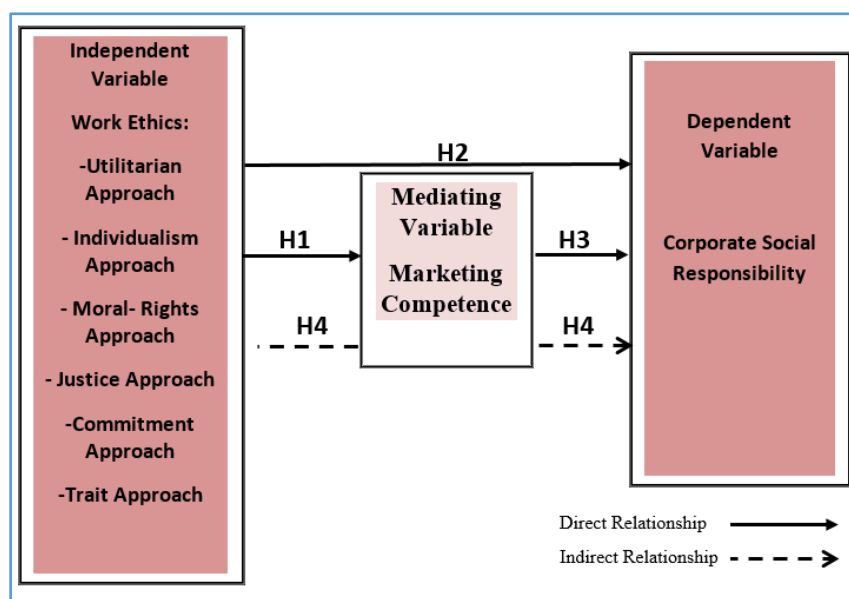 Independent
Variable
Work Ethics:
-Utilitarian
Approach
- Individualism
Approach
- Moral- Rights
Approach
- Justice Approach
-Commitment
Approach
-Trait Approach
H2
H1
H4
Mediating
Variable
Marketing
Competence
H3
H4
Dependent
Variable
Corporate Social
Responsibility
Direct Relationship
Indirect Relationship